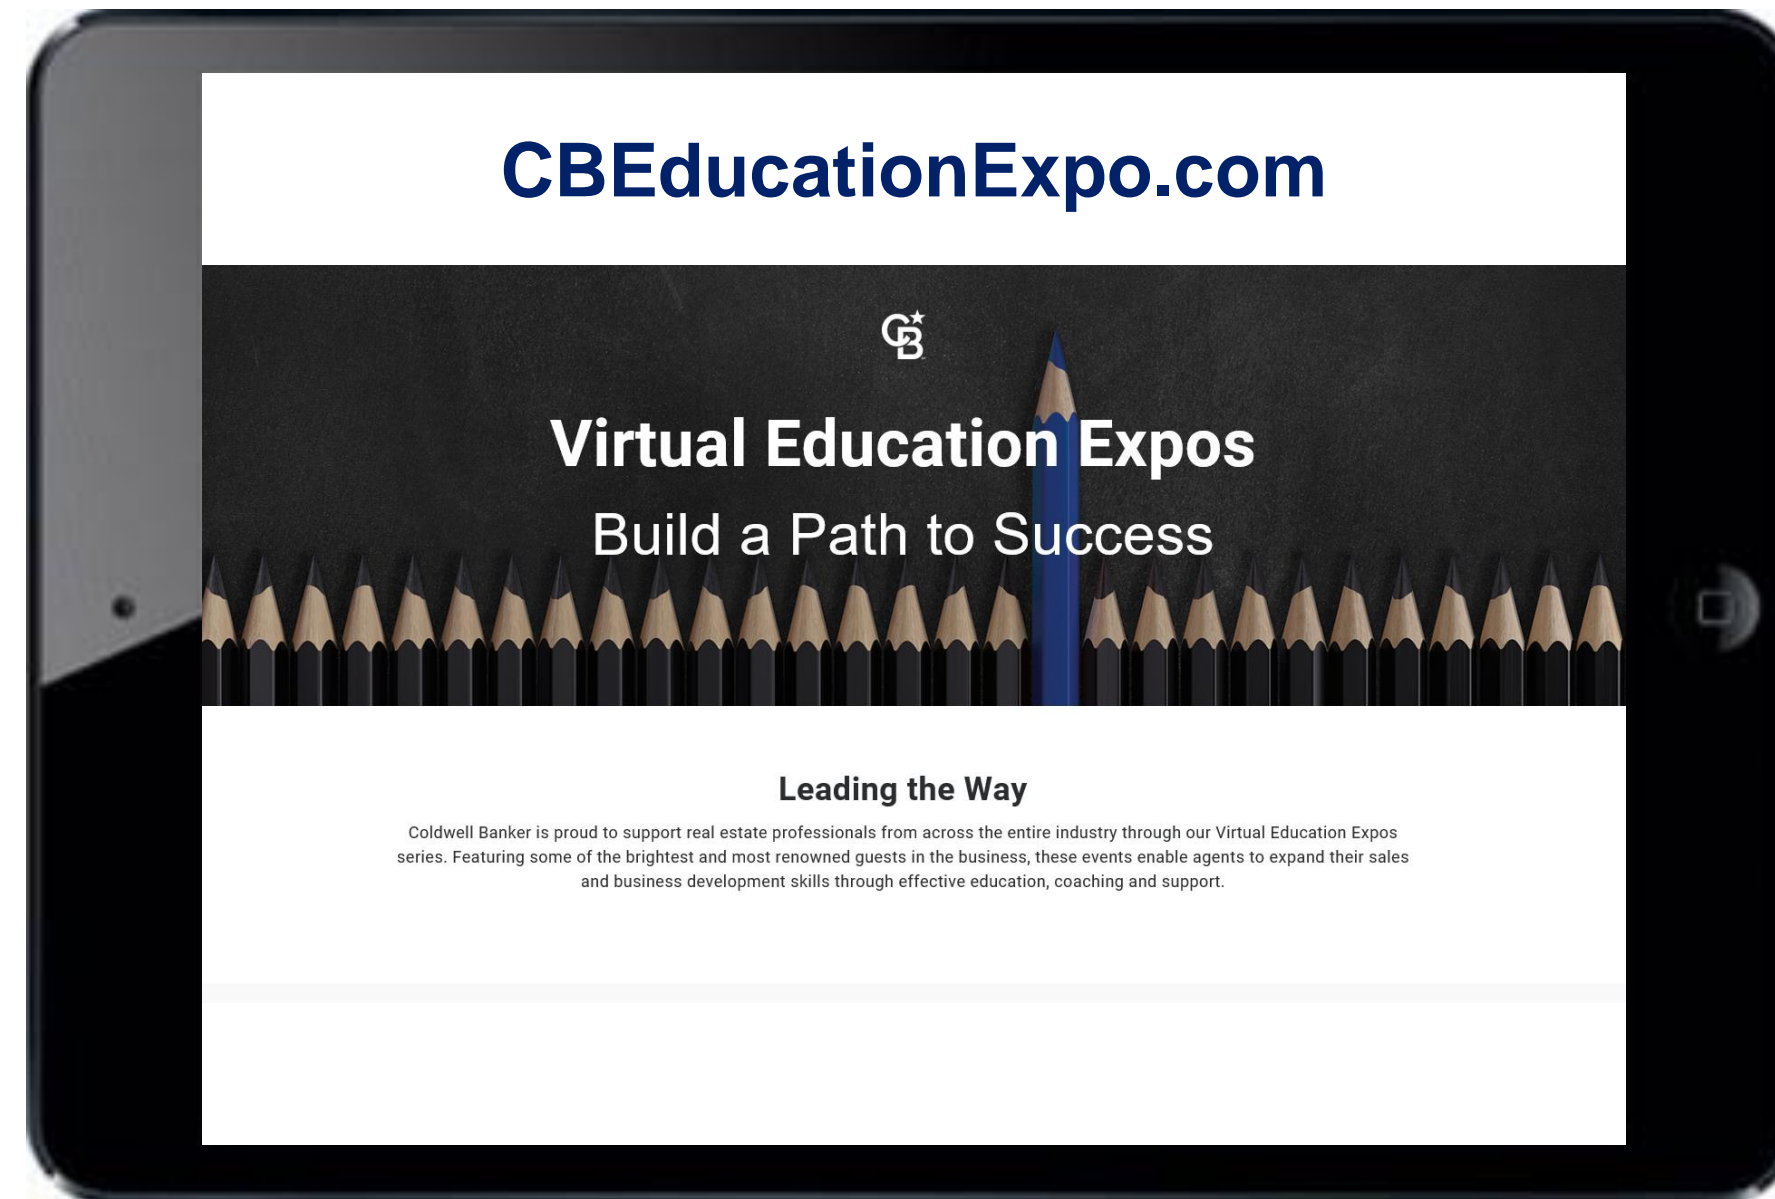 CBEducationExpo.com
CB
Virtual Education Expos
Build a Path to Success
Leading the Way
Coldwell Banker is proud to support real estate professionals from across the entire industry through our Virtual Education Expos
series. Featuring some of the brightest and most renowned guests in the business, these events enable agents to expand their sales
and business development skills through effective education, coaching and support.